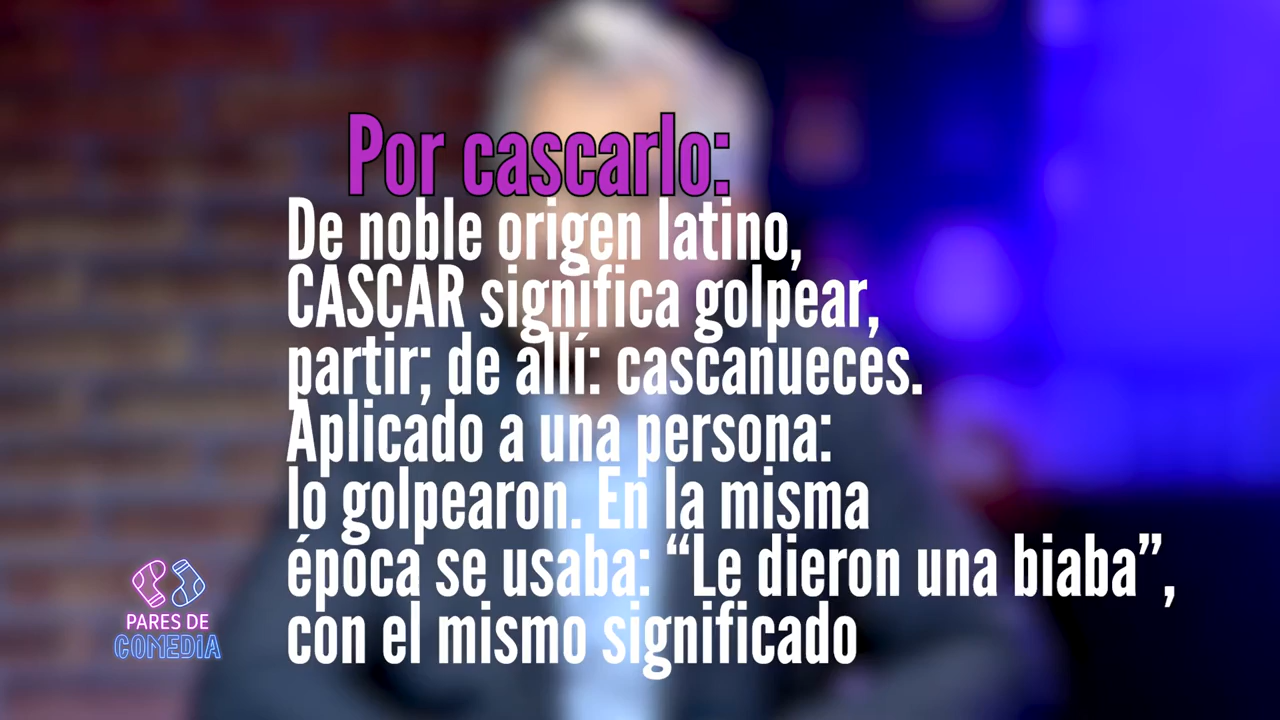 Por cascarlo:
De noble origen latino,
CASCAR significa golpear,
partir; de allí: cascanueces.
Aplicado a una persona:
lo golpearon. En la misma
época se usaba: “Le dieron una biaba”,
con el mismo significado
PARES DE
COMEDIA